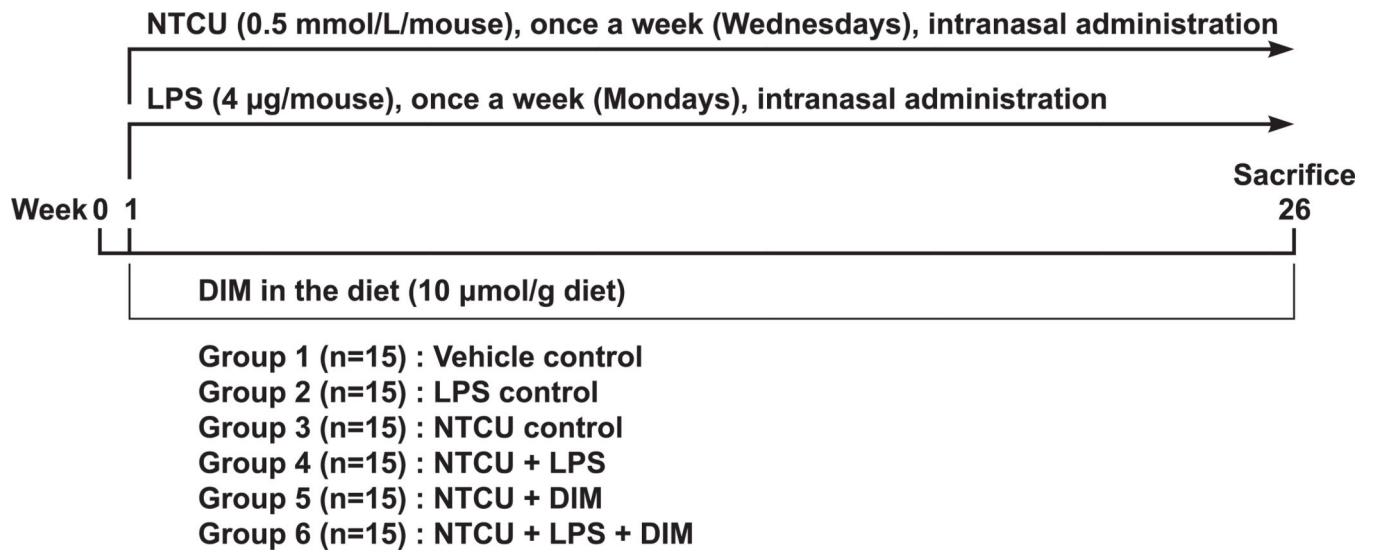 NTCU (0.5 mmol/L/mouse), once a week (Wednesdays), intranasal administration
LPS (4 µg/mouse), once a week (Mondays), intranasal administration
Sacrifice
Week 0 1 26
DIM in the diet (10 µmol/g diet)
Group 1 (n=15) : Vehicle control
Group 2 (n=15) : LPS control
Group 3 (n=15) : NTCU control
Group 4 (n=15) : NTCU + LPS
Group 5 (n=15) : NTCU + DIM
Group 6 (n=15) : NTCU + LPS + DIM